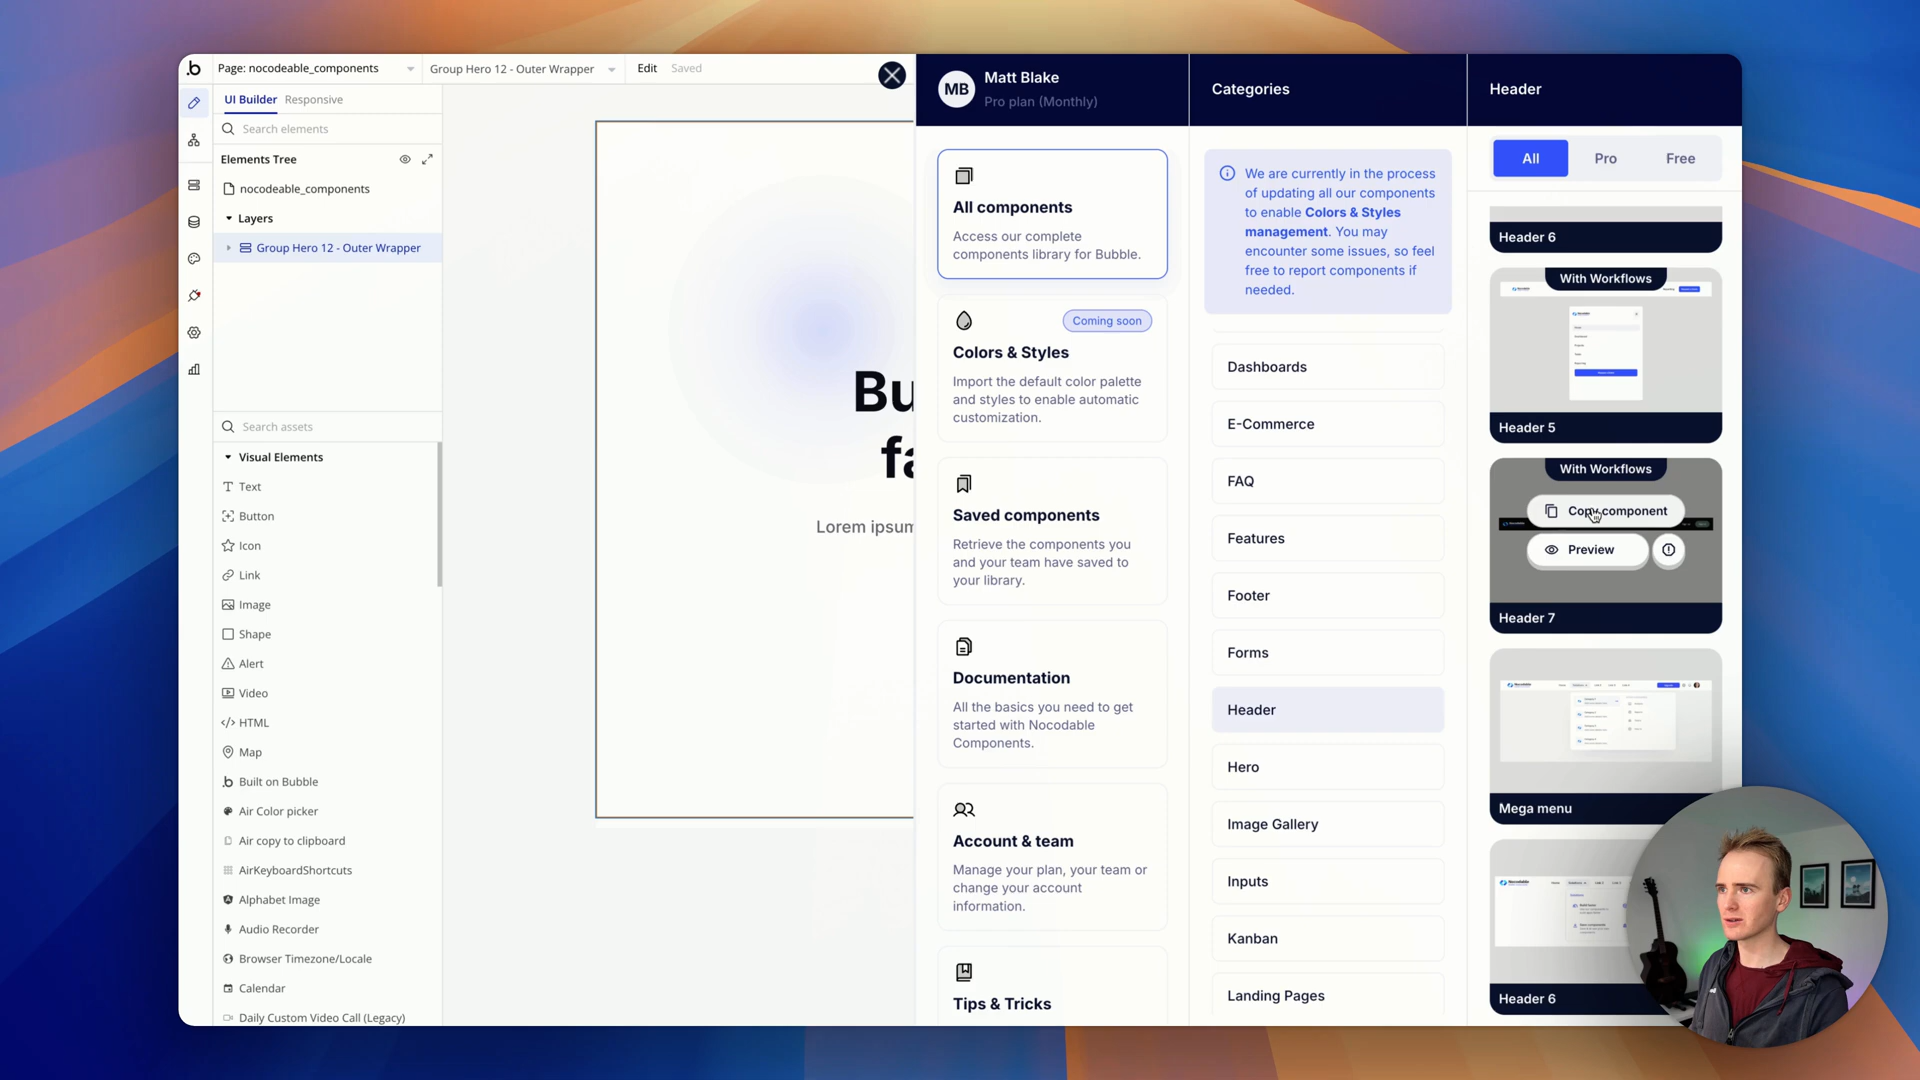 Page: nocodeable_components
Group Hero 12 - Outer Wrapper
Edit
Saved
UI Builder
Responsive
Search elements
Elements Tree
nocodeable_components
Layers
Group Hero 12 - Outer Wrapper
Search assets
Visual Elements
Text
Button
Icon
Link
Image
Shape
Alert
Video
HTML
Map
Built on Bubble
Air Color picker
Air copy to clipboard
AirKeyboardShortcuts
Alphabet Image
Audio Recorder
Browser Timezone/Locale
Calendar
Daily Custom Video Call (Legacy)
Bu
fa
Lorem ipsum
MB
Matt Blake
Pro plan (Monthly)
All components
Access our complete
components library for Bubble.
Coming soon
Colors & Styles
Import the default color palette
and styles to enable automatic
customization.
Saved components
Retrieve the components you
and your team have saved to
your library.
Documentation
All the basics you need to get
started with Nocodable
Components.
Account & team
Manage your plan, your team or
change your account
information.
Tips & Tricks
Categories
We are currently in the process
of updating all our components
to enable Colors & Styles
management. You may
encounter some issues, so feel
free to report components if
needed.
Dashboards
E-Commerce
FAQ
Features
Footer
Forms
Header
Hero
Image Gallery
Inputs
Kanban
Landing Pages
Header
All
Pro
Free
Header 6
With Workflows
Header 5
With Workflows
Copy component
Preview
Header 7
Mega menu
Nocodable
Header 6